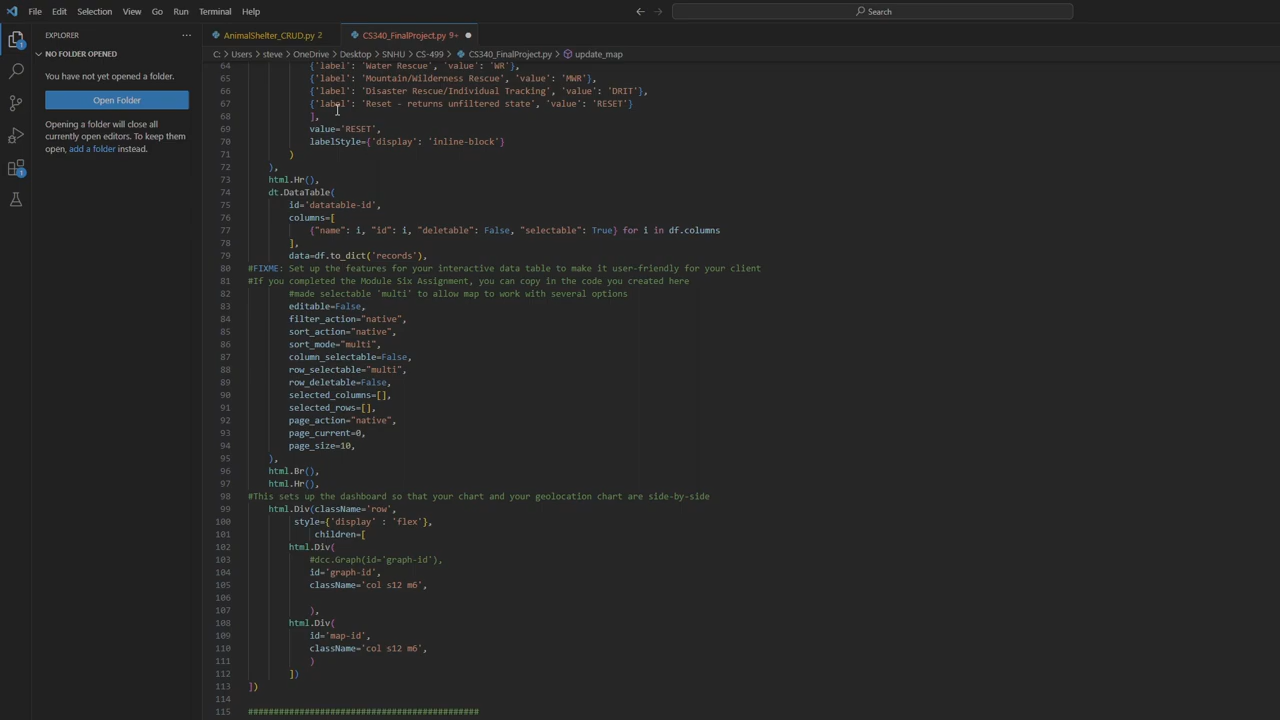 File Edit Selection View Go Run Terminal Help
Search
EXPLORER ···
AnimalShelter_CRUD.py 2
CS340_FinalProject.py 9+
NO FOLDER OPENED
C: > Users > steve > OneDrive > Desktop > SNHU > CS-499 > CS340_FinalProject.py > update_map
You have not yet opened a folder.
Open Folder
Opening a folder will close all
currently open editors. To keep them
open, add a folder instead.
1
1
64 {'label': 'Water Rescue', 'value': 'WR'},
65 {'label': 'Mountain/Wilderness Rescue', 'value': 'MWR'},
66 {'label': 'Disaster Rescue/Individual Tracking', 'value': 'DRIT'},
67 {'label': 'Reset - returns unfiltered state', 'value': 'RESET'}
68 ],
69 value='RESET',
70 labelStyle={'display': 'inline-block'}
71 )
72 },
73 html.Hr(),
74 dt.DataTable(
75 id='datatable-id',
76 columns=[
77 {"name": i, "id": i, "deletable": False, "selectable": True} for i in df.columns
78 ],
79 data=df.to_dict('records'),
80 #FIXME: Set up the features for your interactive data table to make it user-friendly for your client
81 #If you completed the Module Six Assignment, you can copy in the code you created here
82 #made selectable 'multi' to allow map to work with several options
83 editable=False,
84 filter_action="native",
85 sort_action="native",
86 sort_mode="multi",
87 column_selectable=False,
88 row_selectable="multi",
89 row_deletable=False,
90 selected_columns=[],
91 selected_rows=[],
92 page_action="native",
93 page_current=0,
94 page_size=10,
95 ),
96 html.Br(),
97 html.Hr(),
98 #This sets up the dashboard so that your chart and your geolocation chart are side-by-side
99 html.Div(className='row',
100 style={'display' : 'flex'},
101 children=[
102 html.Div(
103 #dcc.Graph(id='graph-id'),
104 id='graph-id',
105 className='col s12 m6',
106
107 ),
108 html.Div(
109 id='map-id',
110 className='col s12 m6',
111 )
112 ])
113 ])
114
115 #############################################